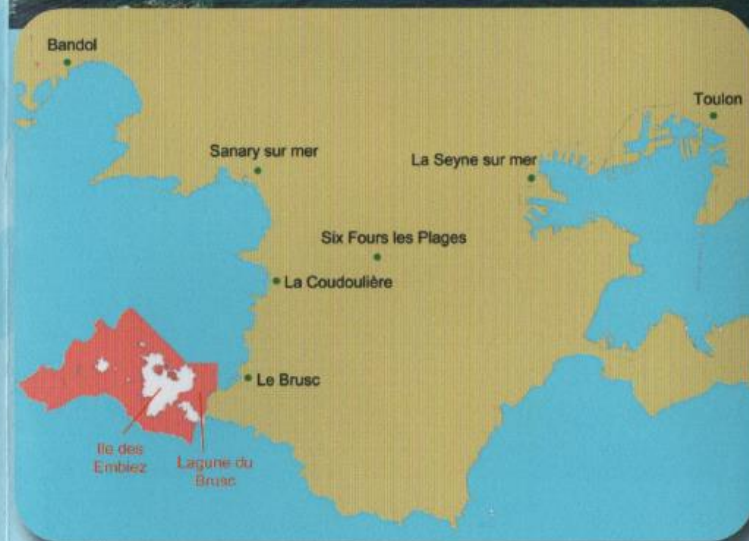 Bandol
Toulon
Sanary sur mer
La Seyne sur mer
Six Fours les Plages
La Coudoulière
Le Brusc
Ile des
Embiez
Lagune du
Brusc